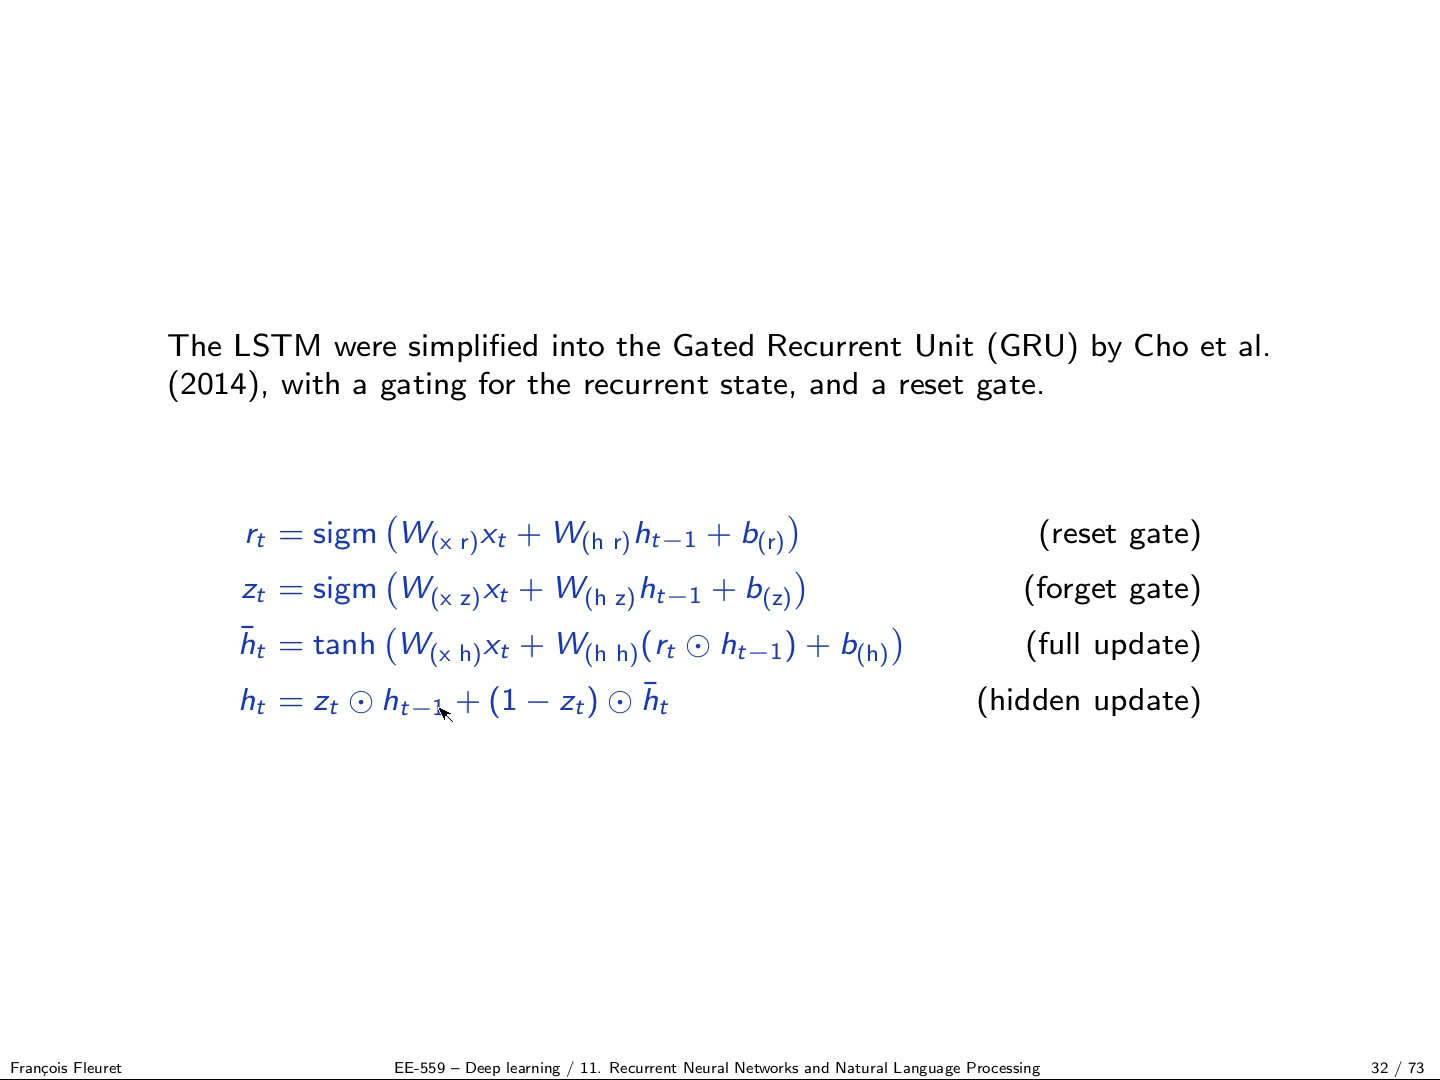 The LSTM were simplified into the Gated Recurrent Unit (GRU) by Cho et al.
(2014), with a gating for the recurrent state, and a reset gate.
r_t = sigm (W_(x r) x_t + W_(h r) h_{t−1} + b_(r)) (reset gate)
z_t = sigm (W_(x z) x_t + W_(h z) h_{t−1} + b_(z)) (forget gate)
h̄_t = tanh (W_(x h) x_t + W_(h h) (r_t ⊙ h_{t−1}) + b_(h)) (full update)
h_t = z_t ⊙ h_{t−1} + (1 − z_t) ⊙ h̄_t (hidden update)
François Fleuret EE-559 – Deep learning / 11. Recurrent Neural Networks and Natural Language Processing 32 / 73